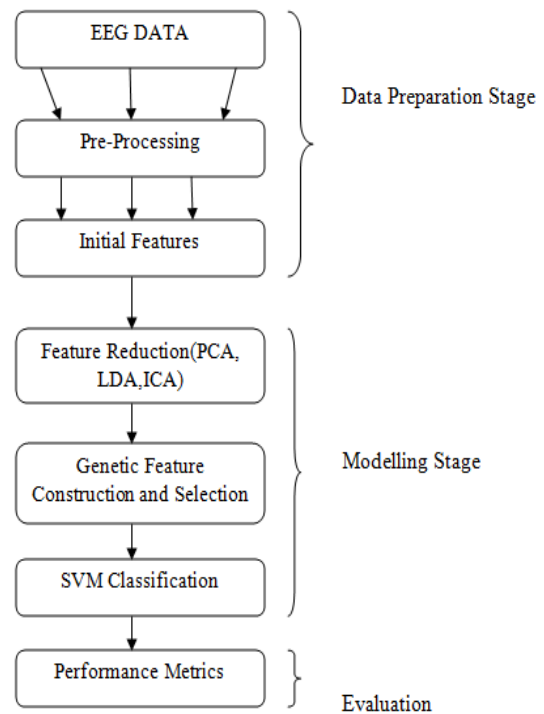 EEG DATA
Data Preparation Stage
Pre-Processing
Initial Features
Feature Reduction(PCA,
LDA,ICA)
Genetic Feature
Construction and Selection
Modelling Stage
SVM Classification
Performance Metrics
Evaluation